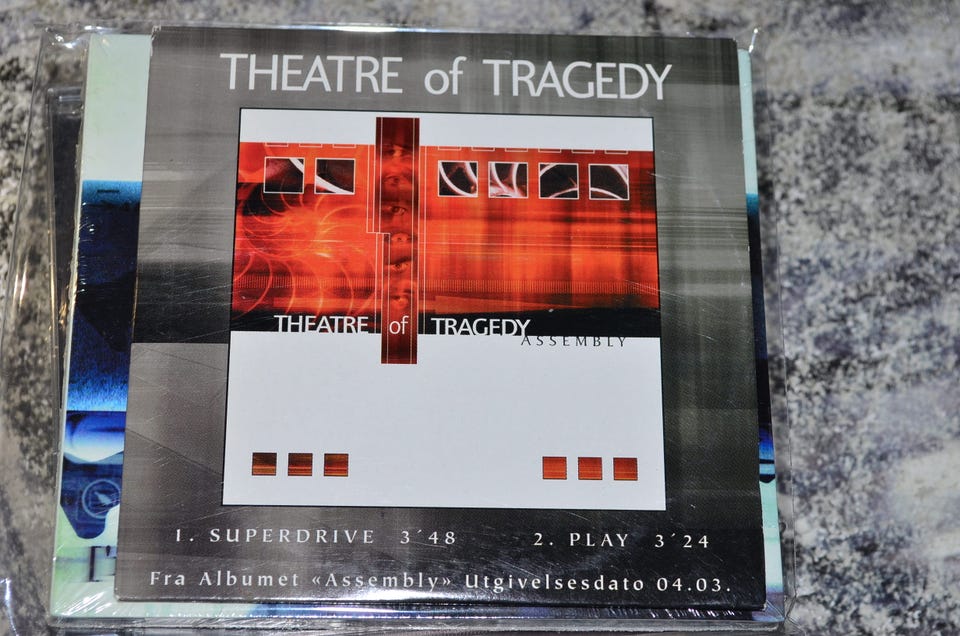 THEATRE of TRAGEDY
THEATRE of TRAGEDY
ASSEMBLY
1. SUPERDRIVE 3´48 2. PLAY 3´24
Fra Albumet «Assembly» Utgivelsesdato 04.03.